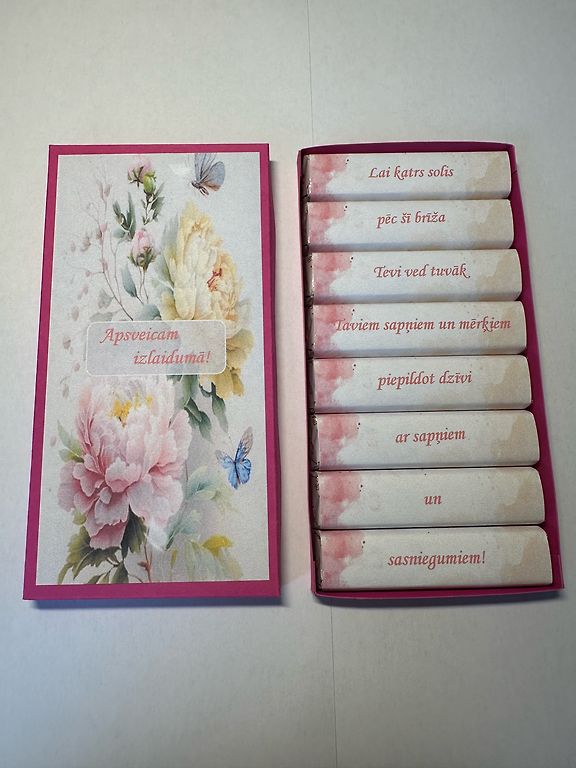 Apsveicam
izlaidumā!
Lai katrs solis
pēc šī brīža
Tevi ved tuvāk
Taviem sapņiem un mērķiem
piepildot dzīvi
ar sapņiem
un
sasniegumiem!